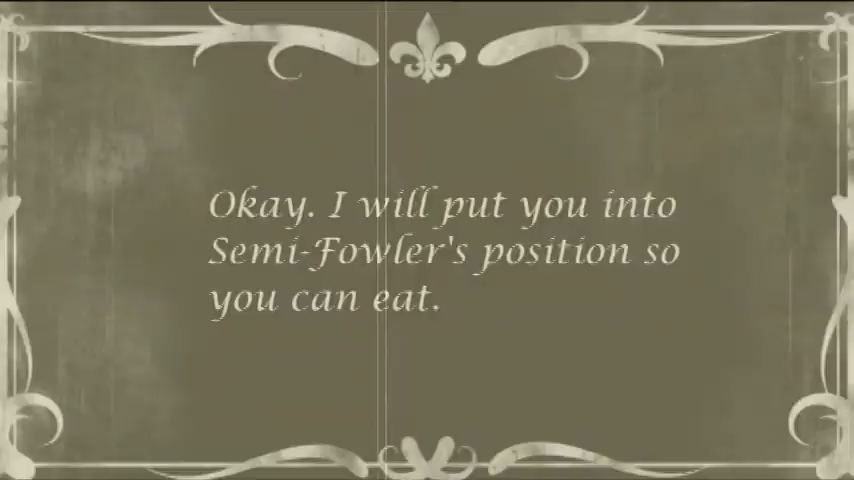 Okay. I will put you into
Semi-Fowler's position so
you can eat.